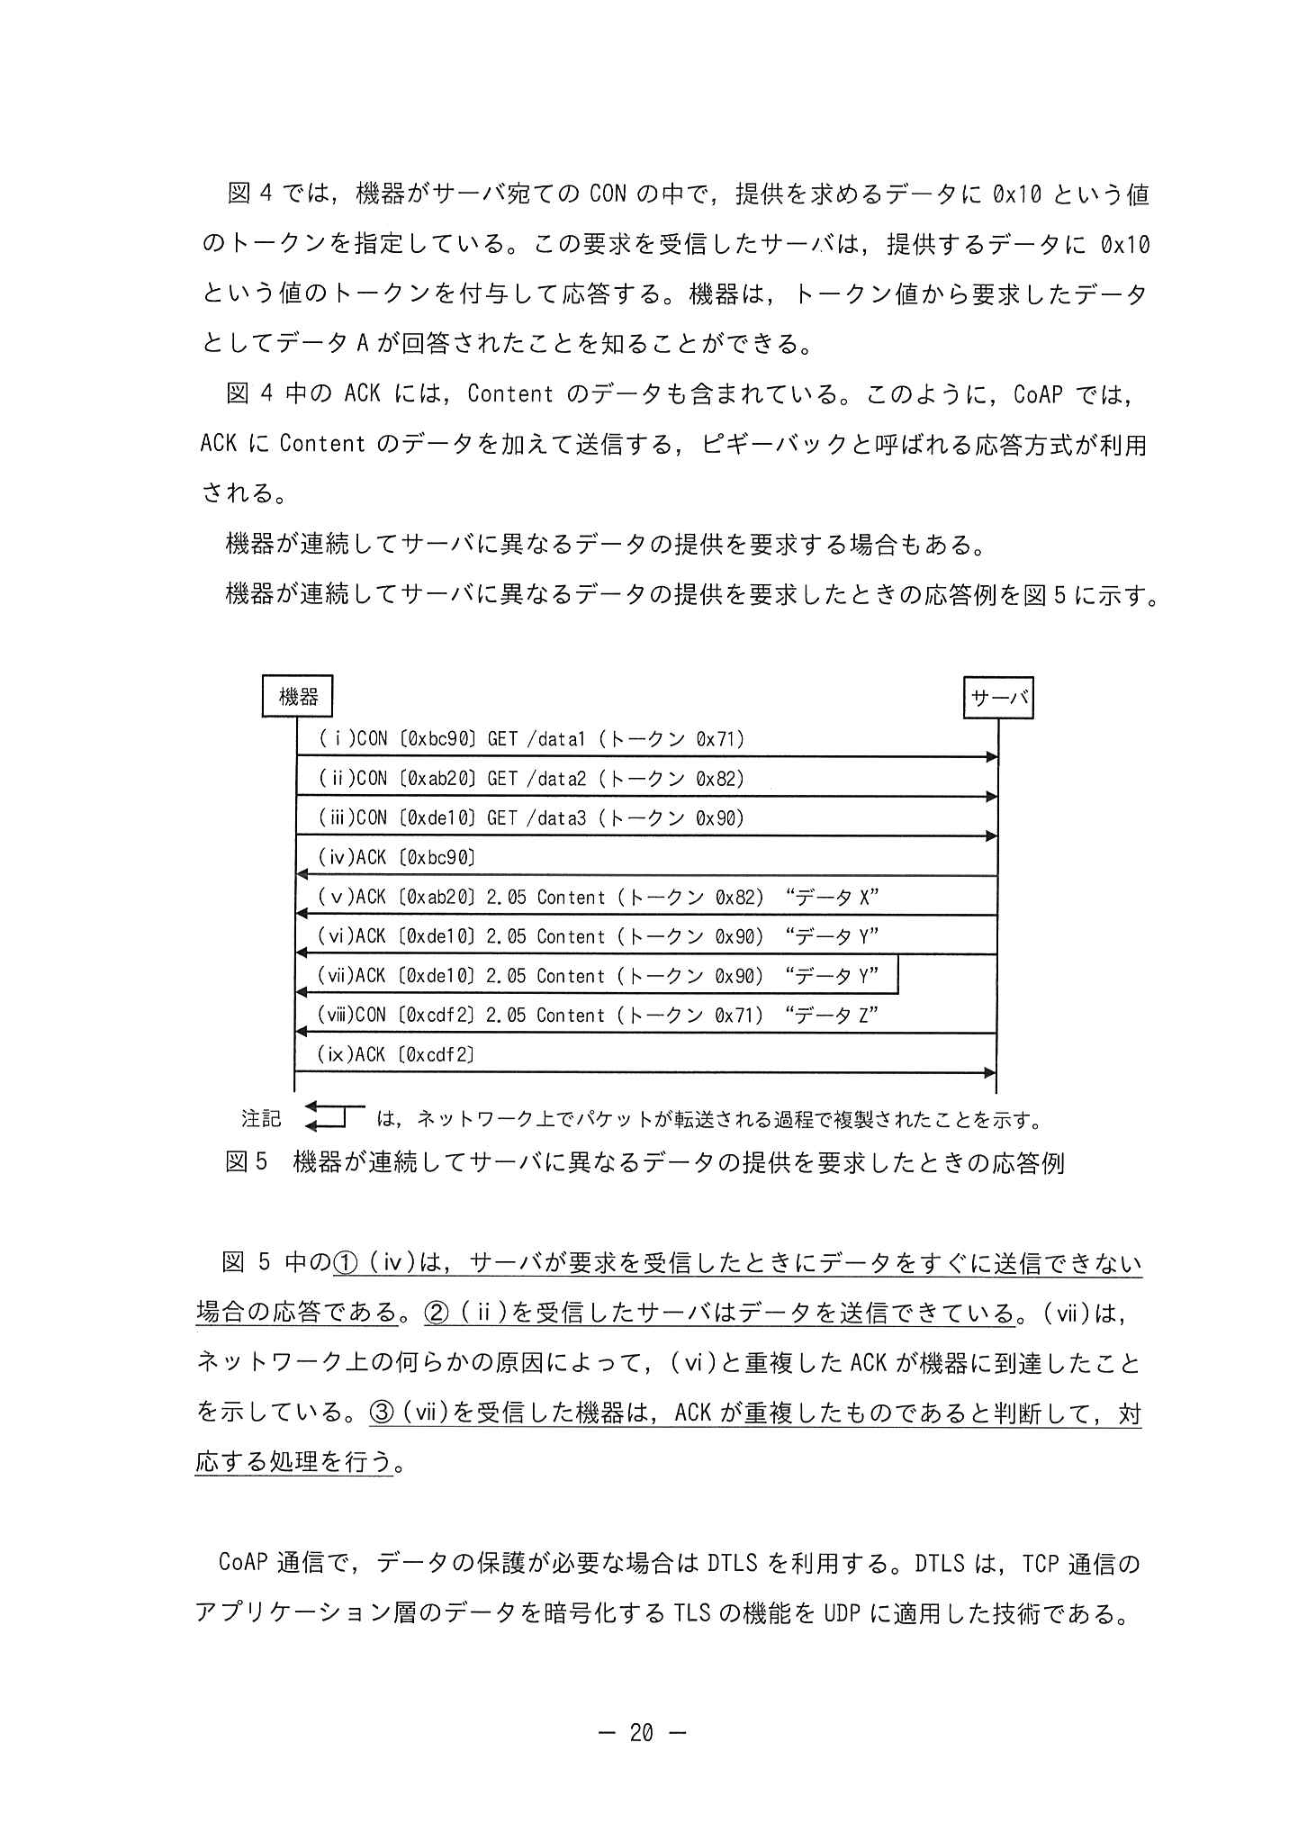 図 4 では，機器がサーバ宛ての CON の中で，提供を求めるデータに 0x10 という値
のトークンを指定している。この要求を受信したサーバは，提供するデータに 0x10
という値のトークンを付与して応答する。機器は，トークン値から要求したデータ
としてデータ A が回答されたことを知ることができる。
図 4 中の ACK には，Content のデータも含まれている。このように，CoAP では，
ACK に Content のデータを加えて送信する，ピギーバックと呼ばれる応答方式が利用
される。
機器が連続してサーバに異なるデータの提供を要求する場合もある。
機器が連続してサーバに異なるデータの提供を要求したときの応答例を図 5 に示す。
機器
サーバ
(ⅰ)CON〔0xbc90〕GET /data1（トークン 0x71）
(ⅱ)CON〔0xab20〕GET /data2（トークン 0x82）
(ⅲ)CON〔0xde10〕GET /data3（トークン 0x90）
(ⅳ)ACK〔0xbc90〕
(ⅴ)ACK〔0xab20〕2.05 Content（トークン 0x82）“データ X”
(ⅵ)ACK〔0xde10〕2.05 Content（トークン 0x90）“データ Y”
(ⅶ)ACK〔0xde10〕2.05 Content（トークン 0x90）“データ Y”
(ⅷ)CON〔0xcdf2〕2.05 Content（トークン 0x71）“データ Z”
(ⅸ)ACK〔0xcdf2〕
注記 は，ネットワーク上でパケットが転送される過程で複製されたことを示す。
図 5 機器が連続してサーバに異なるデータの提供を要求したときの応答例
図 5 中の①(ⅳ)は，サーバが要求を受信したときにデータをすぐに送信できない
場合の応答である。②(ⅱ)を受信したサーバはデータを送信できている。(ⅶ)は，
ネットワーク上の何らかの原因によって，(ⅵ)と重複した ACK が機器に到達したこと
を示している。③(ⅶ)を受信した機器は，ACK が重複したものであると判断して，対
応する処理を行う。
CoAP 通信で，データの保護が必要な場合は DTLS を利用する。DTLS は，TCP 通信の
アプリケーション層のデータを暗号化する TLS の機能を UDP に適用した技術である。
－ 20 －